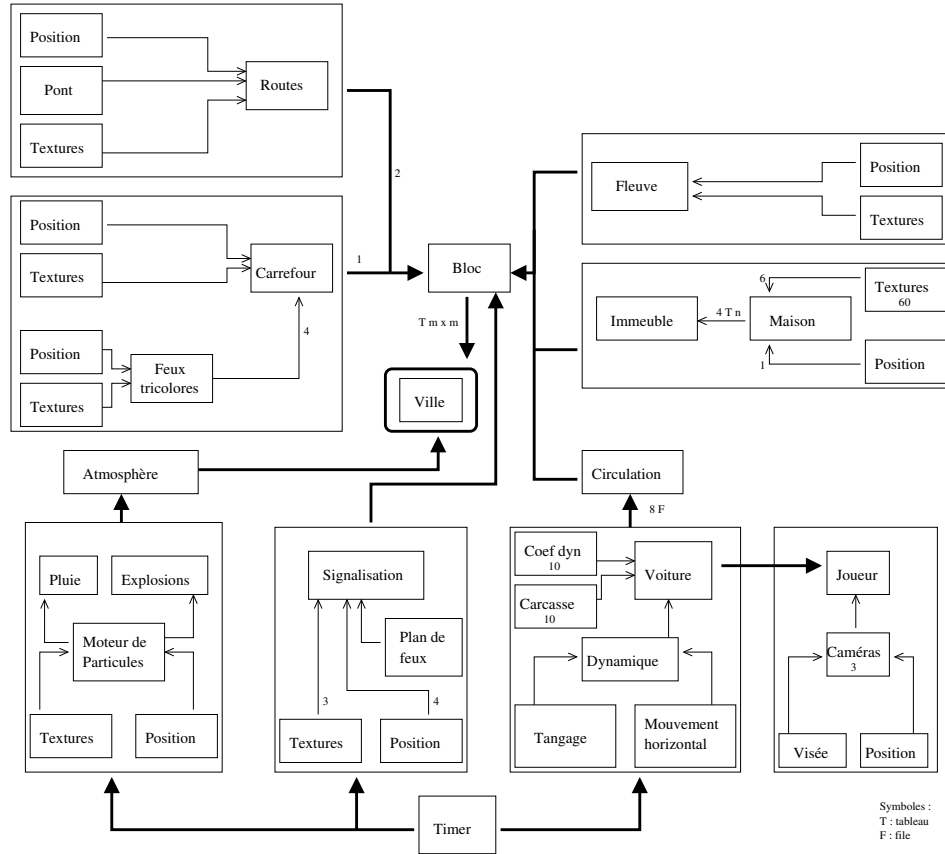 Position
Pont
Textures
Routes
2
Position
Textures
Carrefour
1
Position
Textures
Feux
tricolores
4
Bloc
T m x m
Ville
Fleuve
Position
Textures
Immeuble
4 T n
Maison
6
Textures
60
1
Position
Atmosphère
Circulation
8 F
Pluie
Explosions
Moteur de
Particules
Textures
Position
Signalisation
Plan de
feux
3
4
Textures
Position
Coef dyn
10
Carcasse
10
Voiture
Dynamique
Tangage
Mouvement
horizontal
Joueur
Caméras
3
Visée
Position
Timer
Symboles :
T : tableau
F : file